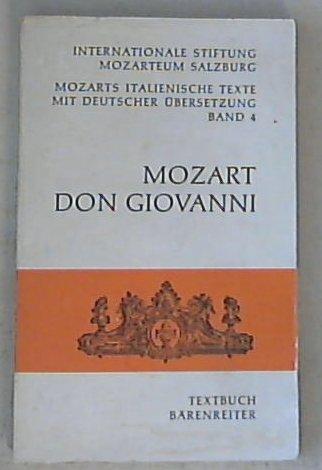 INTERNATIONALE STIFTUNG
MOZARTEUM SALZBURG
MOZARTS ITALIENISCHE TEXTE
MIT DEUTSCHER ÜBERSETZUNG
BAND 4
MOZART
DON GIOVANNI
TEXTBUCH
BÄRENREITER